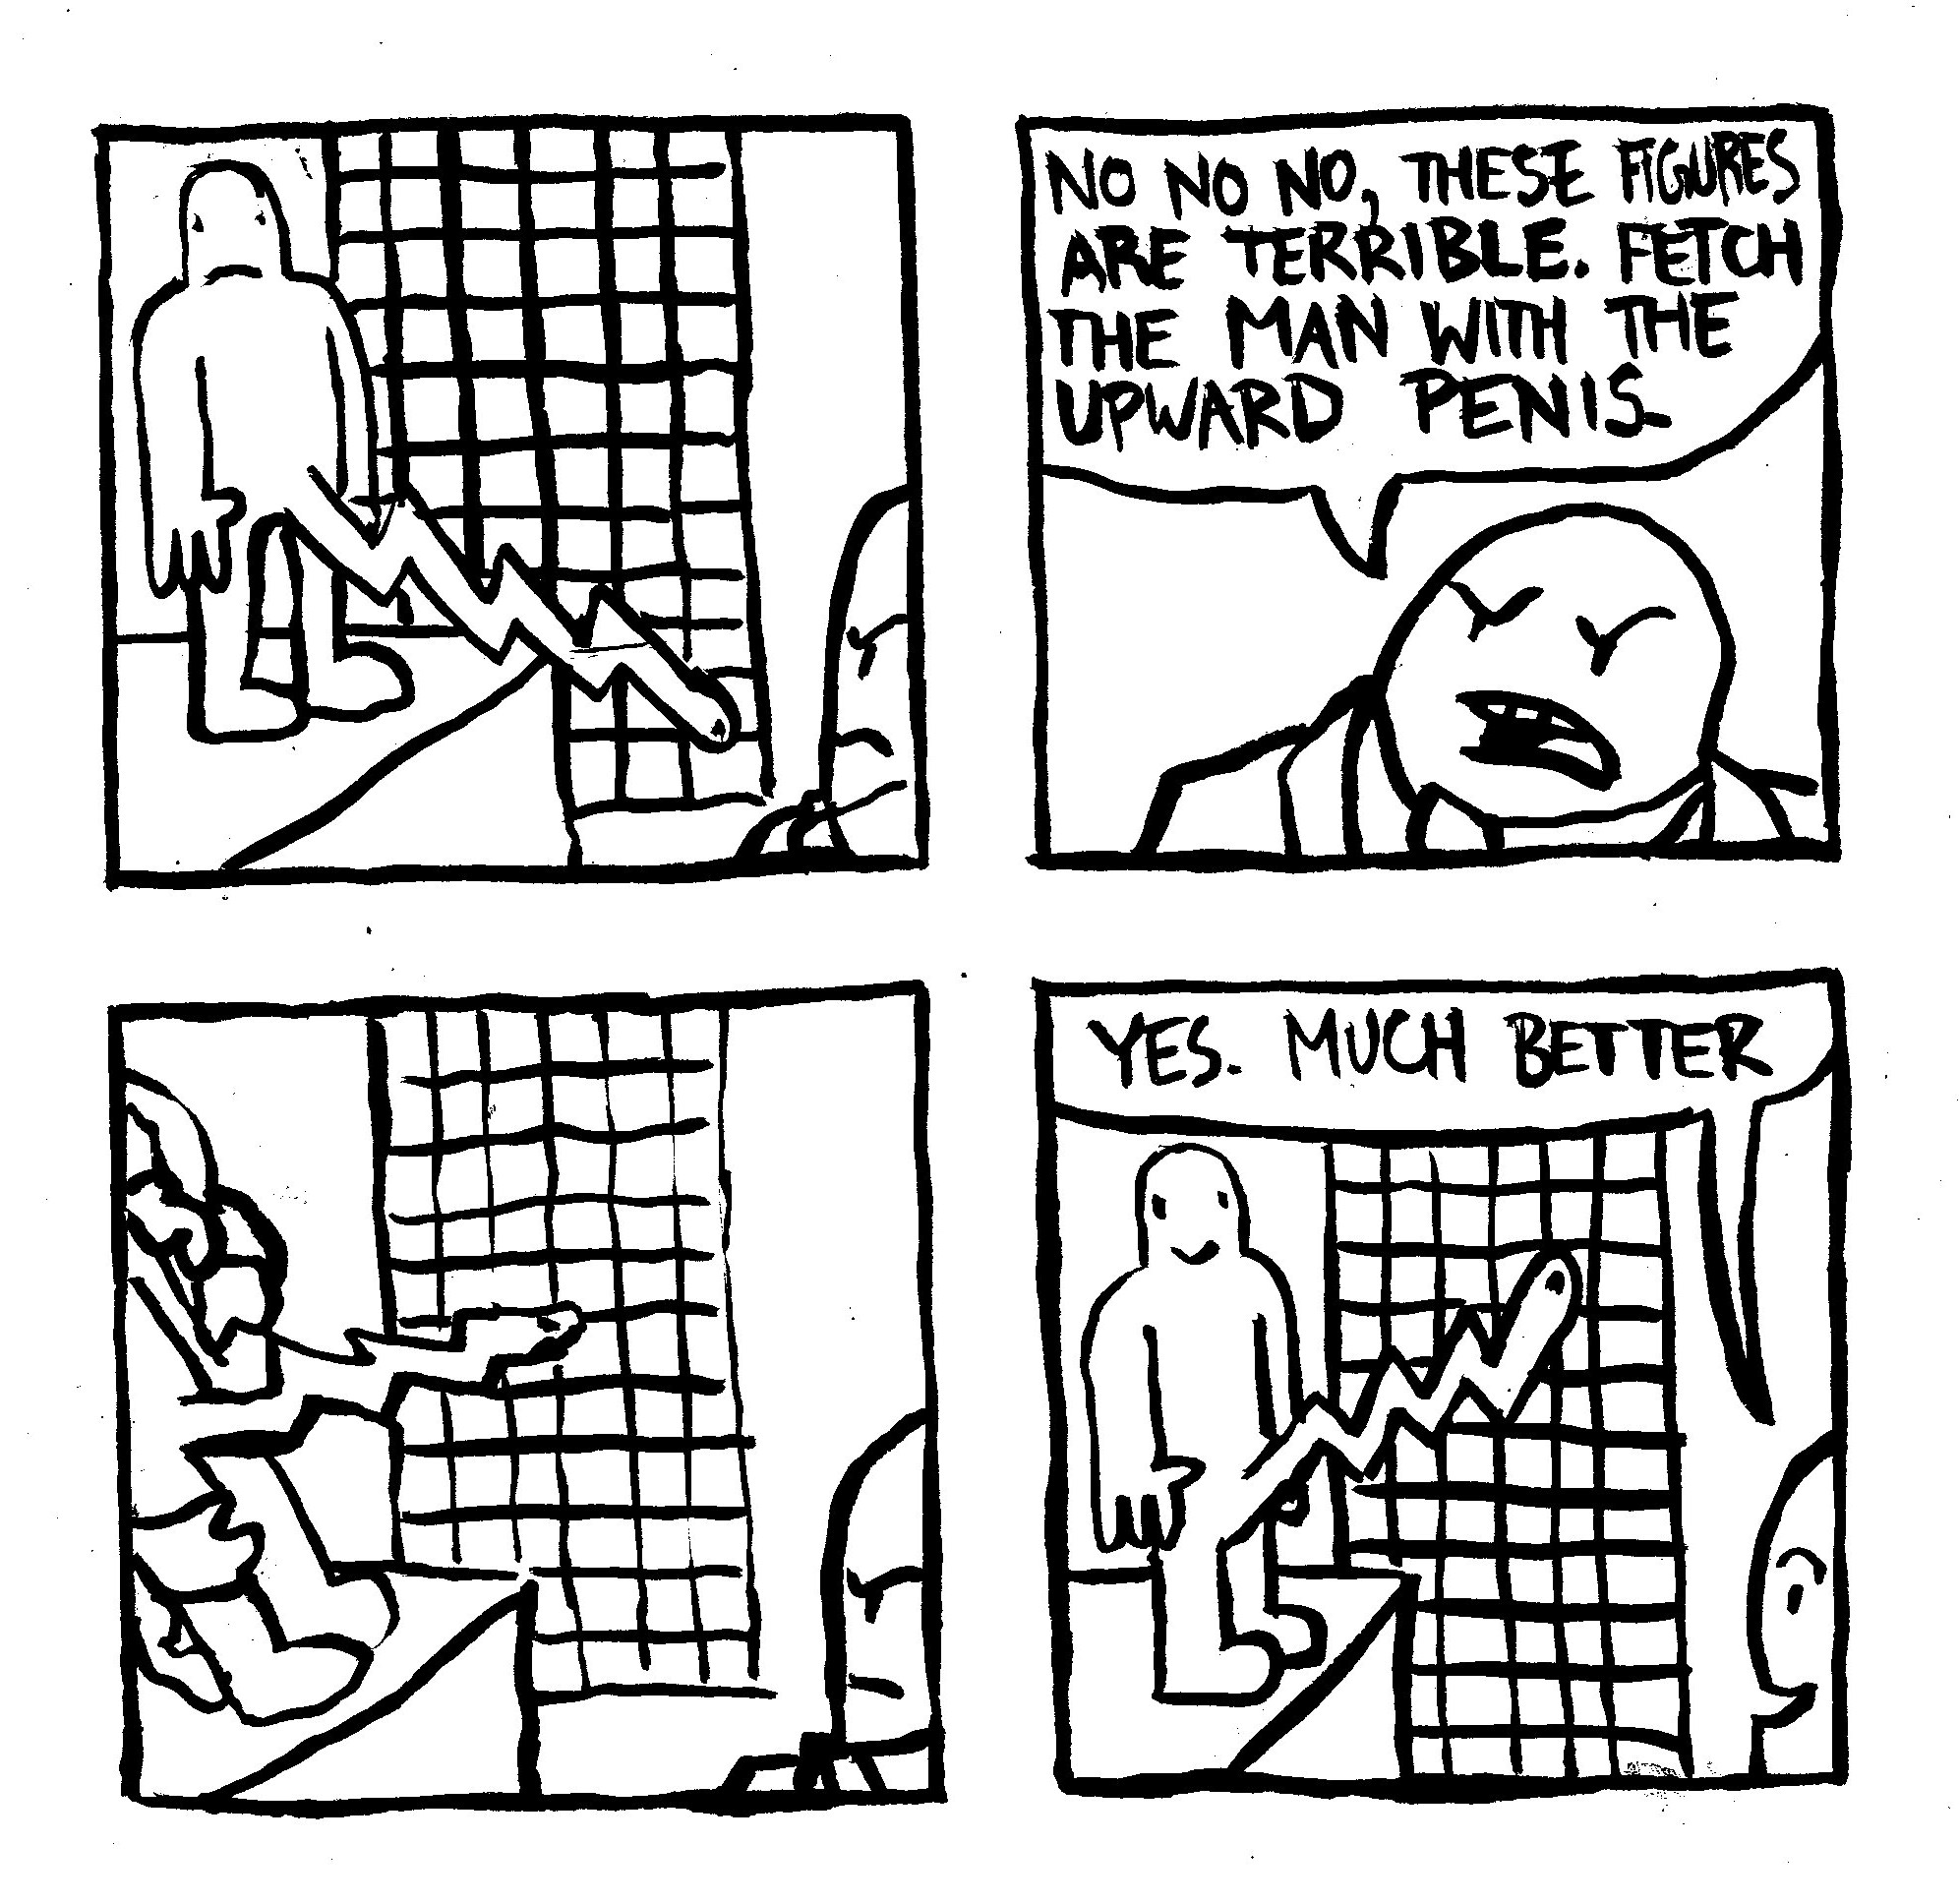 NO NO NO, THESE FIGURES
ARE TERRIBLE. FETCH
THE MAN WITH THE
UPWARD PENIS.
YES. MUCH BETTER